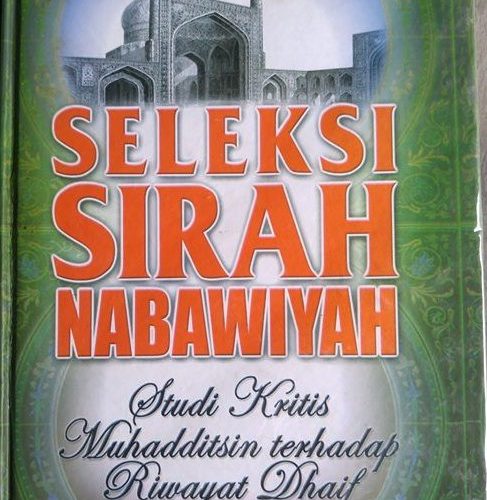 SELEKSI
SIRAH
NABAWIYAH
Studi Kritis
Muhadditsin terhadap
Riwayat Dhaif